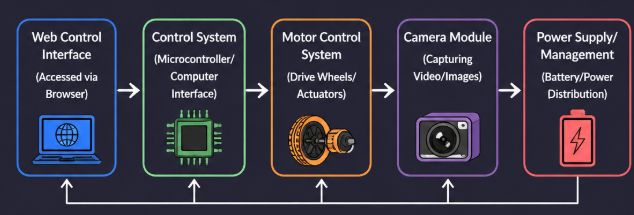 Web Control
Interface
(Accessed via
Browser)
Control System
(Microcontroller/
Computer
Interface)
Motor Control
System
(Drive Wheels/
Actuators)
Camera Module
(Capturing
Video/Images)
Power Supply/
Management
(Battery/Power
Distribution)